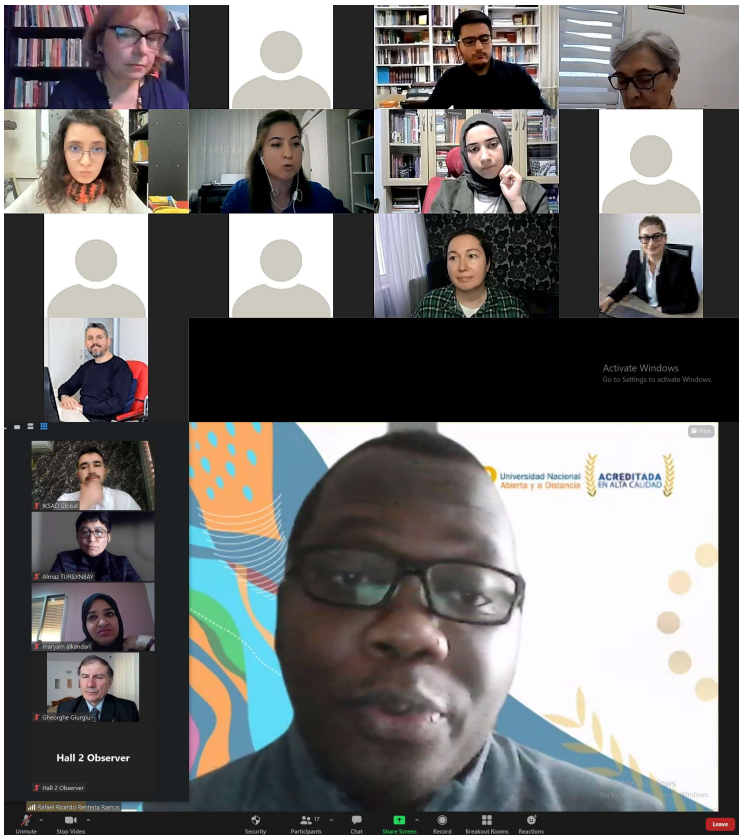 Activate Windows
Go to Settings to activate Windows.
View
Universidad Nacional
Abierta y a Distancia
ACREDITADA
EN ALTA CALIDAD
IKSAD Global
Almaz TURSYNBAY
maryam alkandari
Gheorghe Giurgiu
Hall 2 Observer
Hall 2 Observer
Rafael Ricardo Renteria Ramos
Unmute
Stop Video
Security
Participants
17
Chat
Share Screen
Record
Breakout Rooms
Reactions
Leave